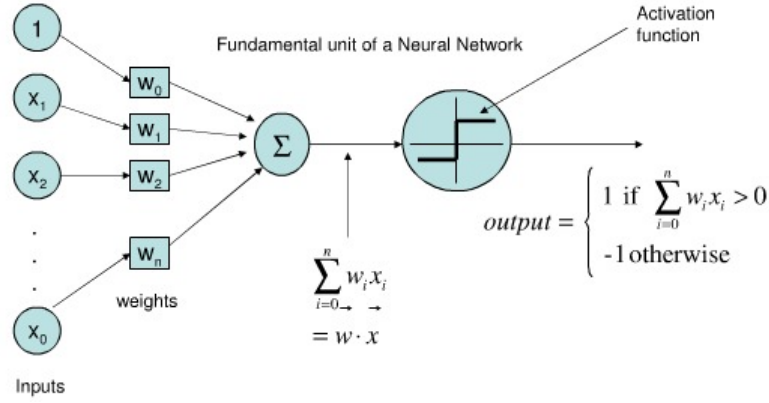 Activation
function
Fundamental unit of a Neural Network
1
x₁
x₂
.
.
.
x₀
Inputs
w₀
w₁
w₂
wₙ
weights
Σ
n
∑ wᵢxᵢ
i=0
= w⃗ · x⃗
output = { 1 if ∑ⁿᵢ₌₀ wᵢxᵢ > 0
-1 otherwise